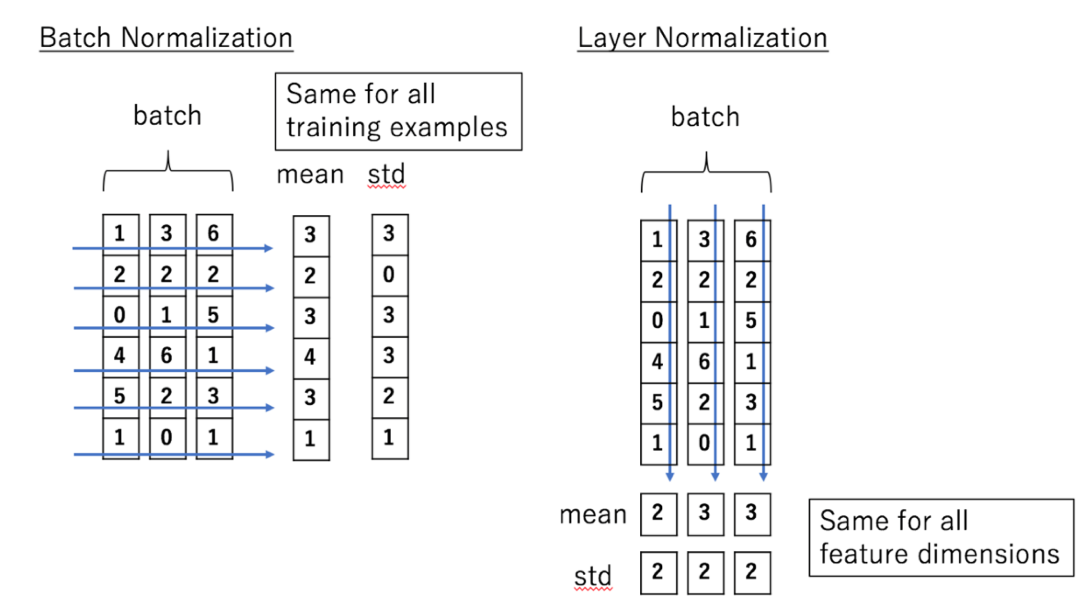 Batch Normalization
Same for all
training examples
batch
mean std
1 3 6 3 3
2 2 2 2 0
0 1 5 3 3
4 6 1 4 3
5 2 3 3 2
1 0 1 1 1
Layer Normalization
batch
1 3 6
2 2 2
0 1 5
4 6 1
5 2 3
1 0 1
mean 2 3 3
std 2 2 2
Same for all
feature dimensions